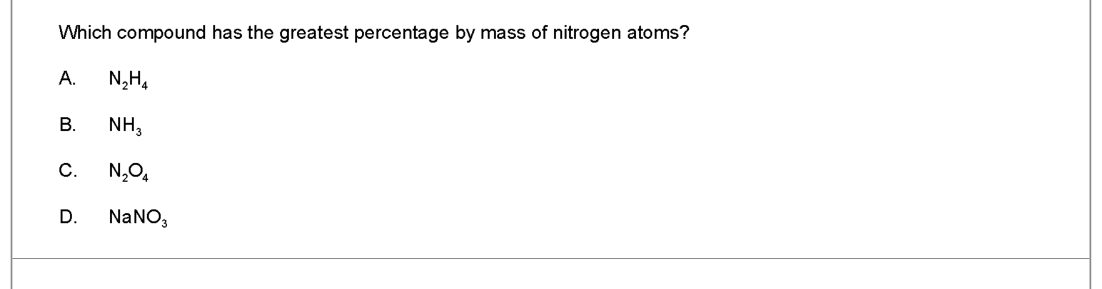 Which compound has the greatest percentage by mass of nitrogen atoms?
A. N₂H₄
B. NH₃
C. N₂O₄
D. NaNO₃